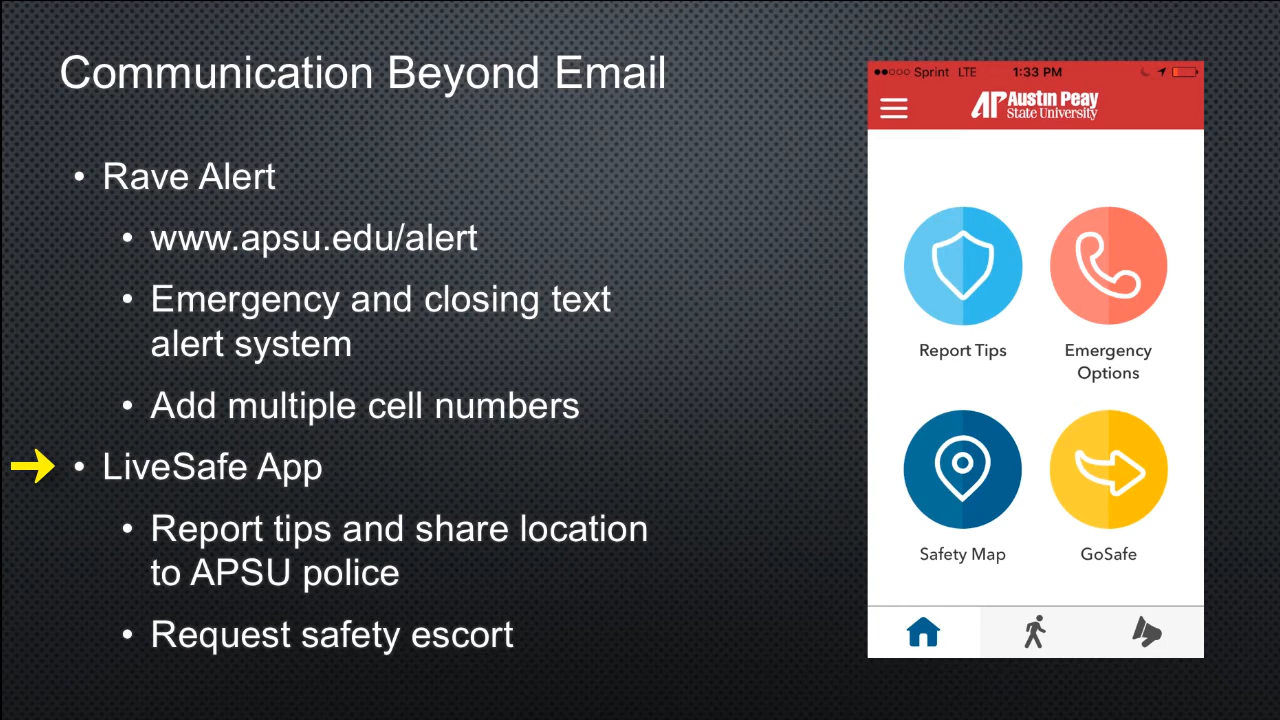 Communication Beyond Email
• Rave Alert
• www.apsu.edu/alert
• Emergency and closing text
alert system
• Add multiple cell numbers
• LiveSafe App
• Report tips and share location
to APSU police
• Request safety escort
Sprint LTE 1:33 PM
AP Austin Peay
State University
Report Tips
Emergency
Options
Safety Map
GoSafe